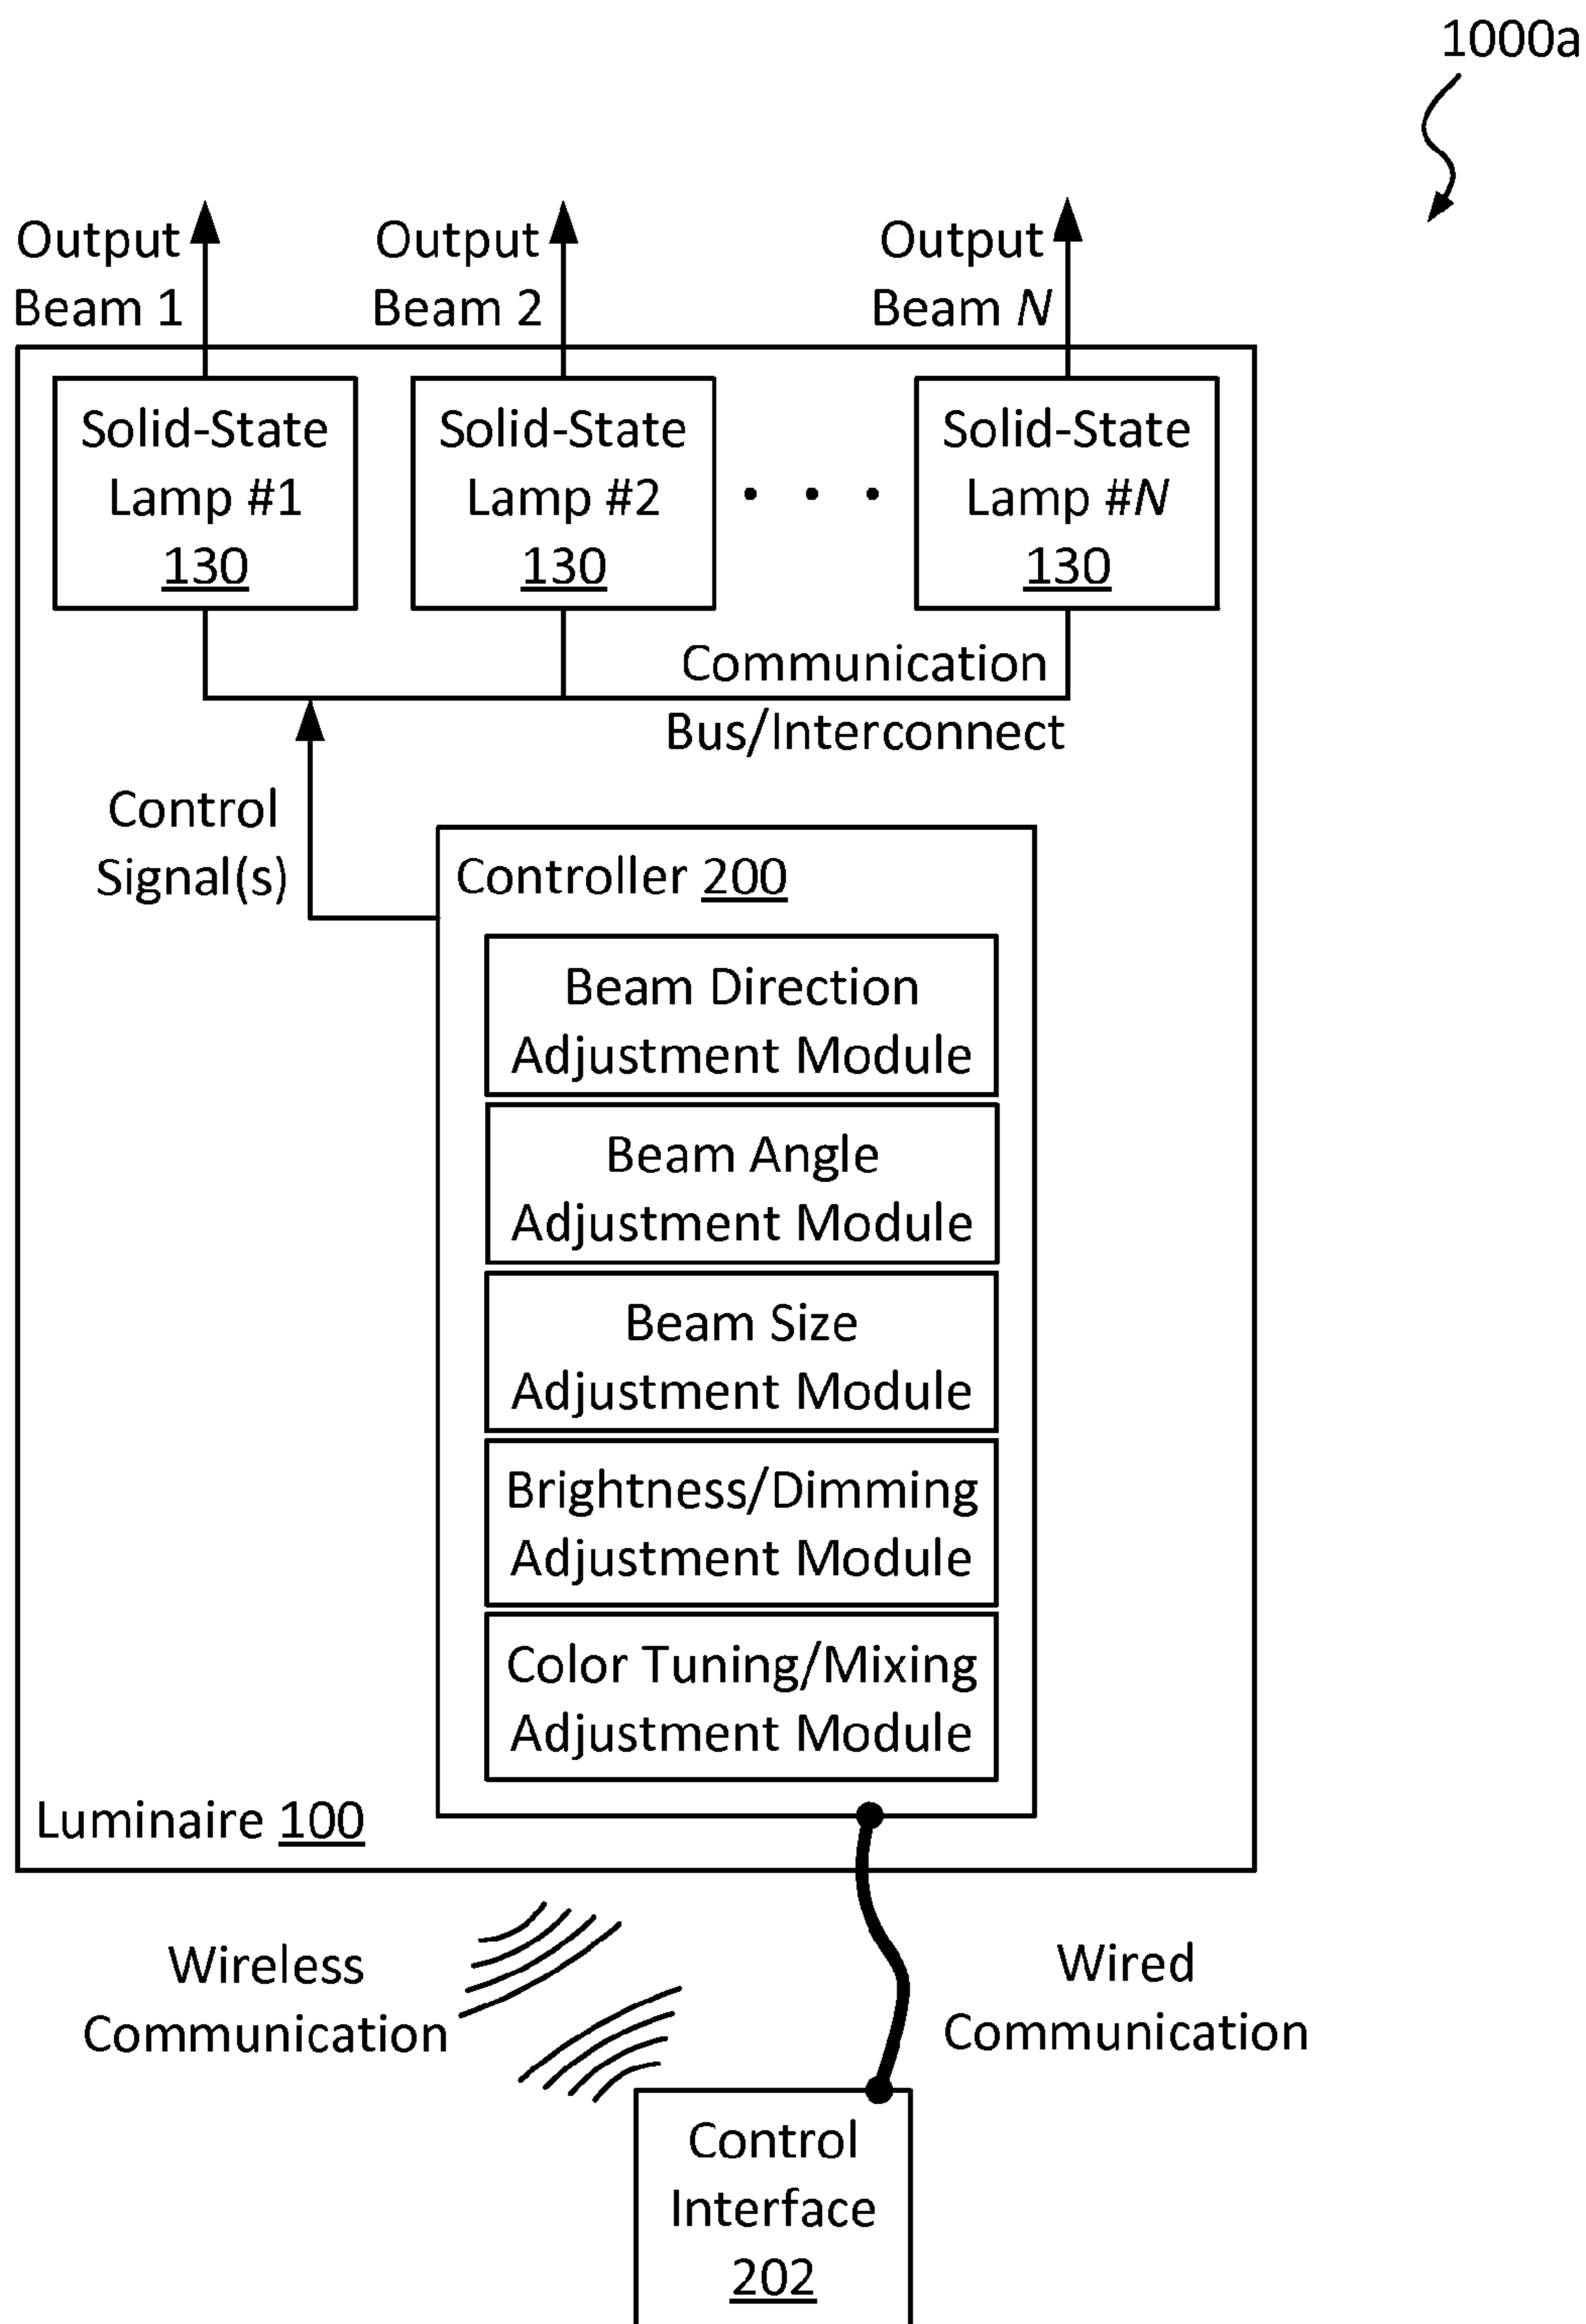 1000a
Output
Beam 1
Output
Beam 2
Output
Beam N
Solid-State
Lamp #1
130
Solid-State
Lamp #2
130
Solid-State
Lamp #N
130
. . .
Communication
Bus/Interconnect
Control
Signal(s)
Controller 200
Beam Direction
Adjustment Module
Beam Angle
Adjustment Module
Beam Size
Adjustment Module
Brightness/Dimming
Adjustment Module
Color Tuning/Mixing
Adjustment Module
Luminaire 100
Wireless
Communication
Wired
Communication
Control
Interface
202